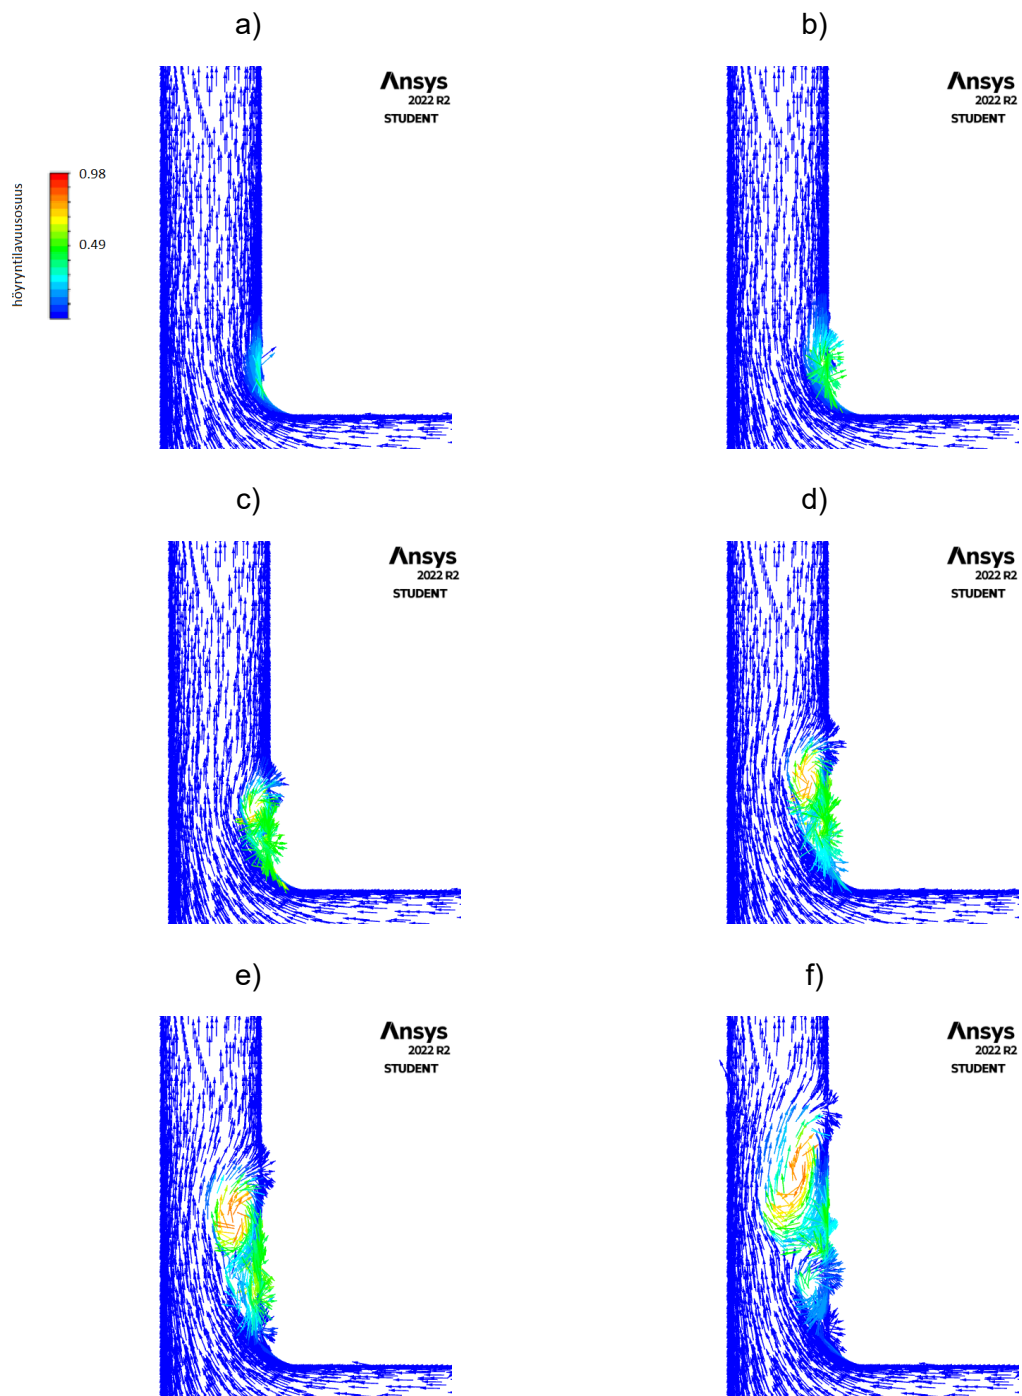 a)
b)
Ansys
2022 R2
STUDENT
Ansys
2022 R2
STUDENT
höyryntilavuusosuus
0.98
0.49
c)
d)
Ansys
2022 R2
STUDENT
Ansys
2022 R2
STUDENT
e)
f)
Ansys
2022 R2
STUDENT
Ansys
2022 R2
STUDENT